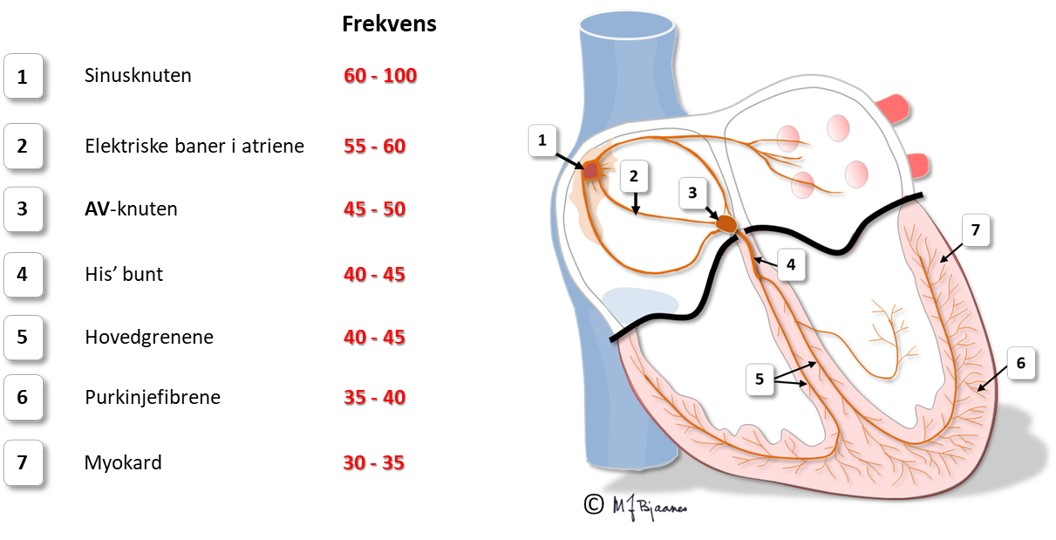 Frekvens
1 Sinusknuten 60 - 100
2 Elektriske baner i atriene 55 - 60
3 AV-knuten 45 - 50
4 His’ bunt 40 - 45
5 Hovedgrenene 40 - 45
6 Purkinjefibrene 35 - 40
7 Myokard 30 - 35
1
2
3
7
4
6
5
© MJBjaanes